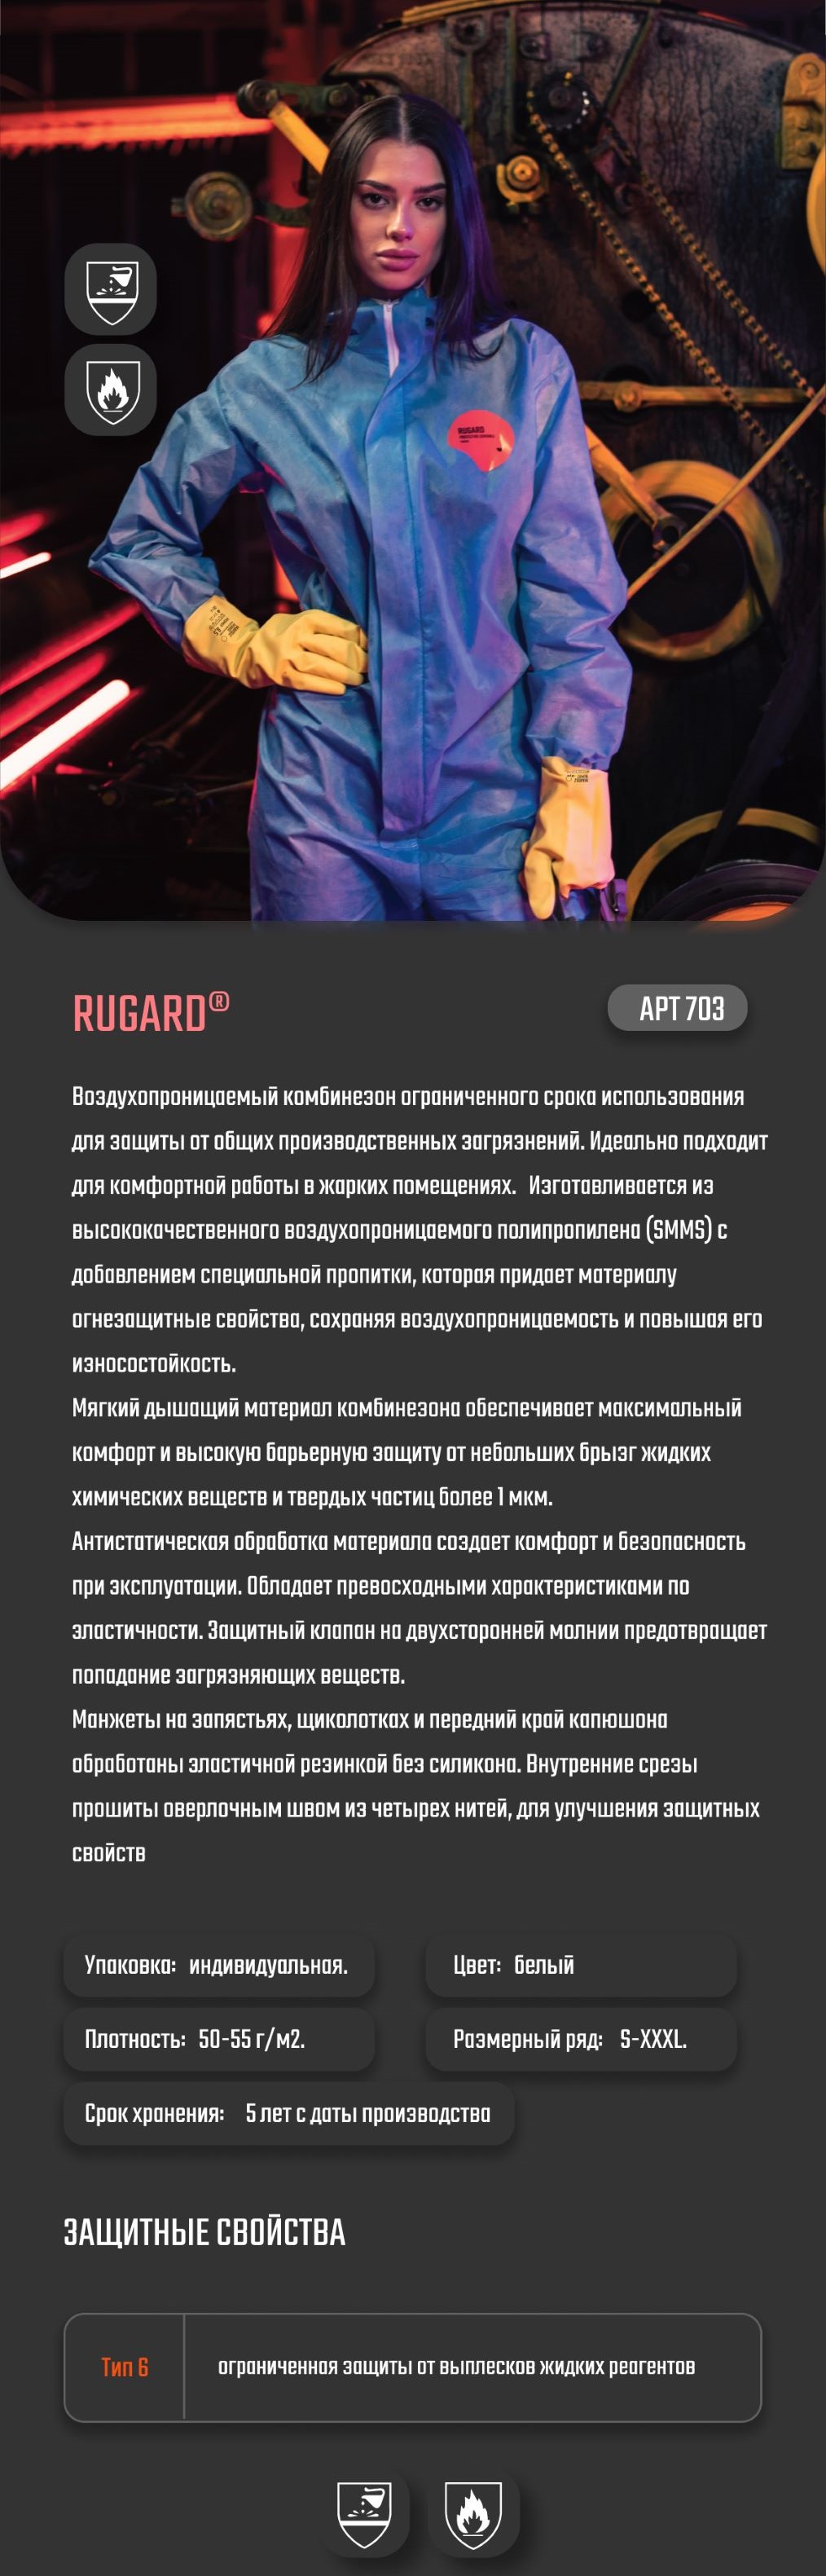 RUGARD
RUGARD®
АРТ 703
Воздухопроницаемый комбинезон ограниченного срока использования
для защиты от общих производственных загрязнений. Идеально подходит
для комфортной работы в жарких помещениях. Изготавливается из
высококачественного воздухопроницаемого полипропилена (SMMS) с
добавлением специальной пропитки, которая придает материалу
огнезащитные свойства, сохраняя воздухопроницаемость и повышая его
износостойкость.
Мягкий дышащий материал комбинезона обеспечивает максимальный
комфорт и высокую барьерную защиту от небольших брызг жидких
химических веществ и твердых частиц более 1 мкм.
Антистатическая обработка материала создает комфорт и безопасность
при эксплуатации. Обладает превосходными характеристиками по
эластичности. Защитный клапан на двухсторонней молнии предотвращает
попадание загрязняющих веществ.
Манжеты на запястьях, щиколотках и передний край капюшона
обработаны эластичной резинкой без силикона. Внутренние срезы
прошиты оверлочным швом из четырех нитей, для улучшения защитных
свойств
Упаковка: индивидуальная.
Цвет: белый
Плотность: 50-55 г/м2.
Размерный ряд: S-XXXL.
Срок хранения: 5 лет с даты производства
ЗАЩИТНЫЕ СВОЙСТВА
Тип 6
ограниченная защиты от выплесков жидких реагентов